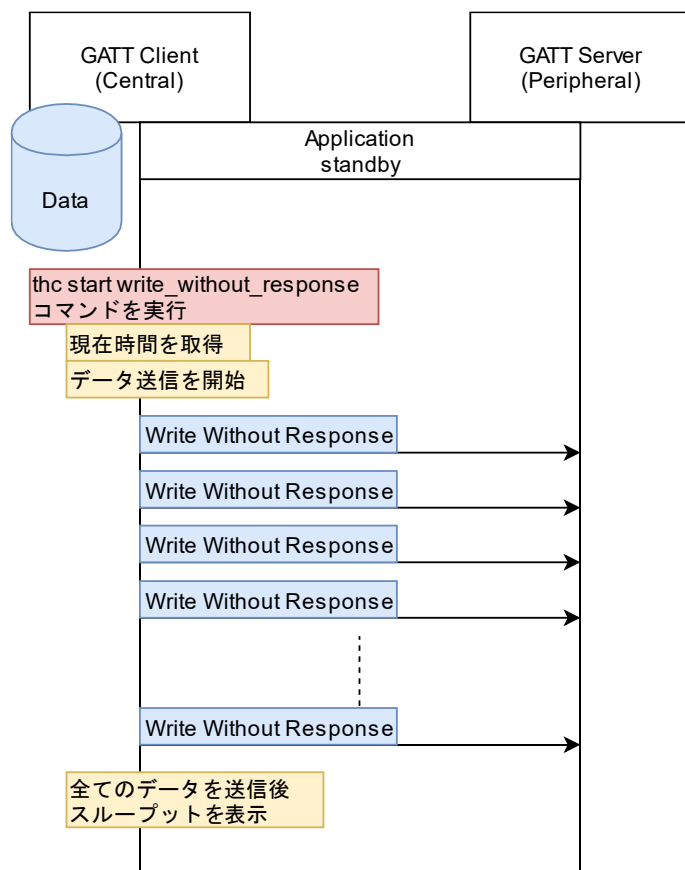 GATT Client
(Central)
GATT Server
(Peripheral)
Application
standby
Data
thc start write_without_response
コマンドを実行
現在時間を取得
データ送信を開始
Write Without Response
Write Without Response
Write Without Response
Write Without Response
Write Without Response
全てのデータを送信後
スループットを表示